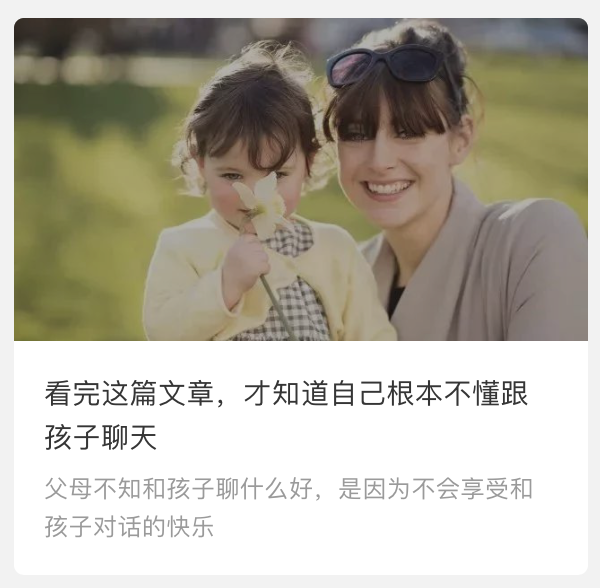 看完这篇文章，才知道自己根本不懂跟
孩子聊天
父母不知和孩子聊什么好，是因为不会享受和
孩子对话的快乐